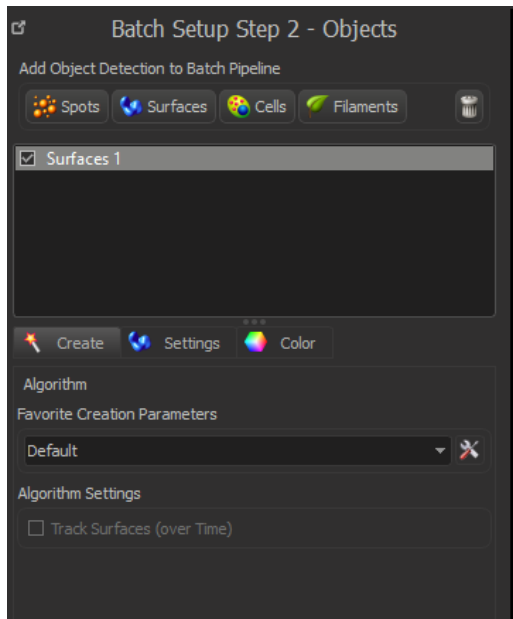 Batch Setup Step 2 - Objects
Add Object Detection to Batch Pipeline
Spots Surfaces Cells Filaments
Surfaces 1
Create Settings Color
Algorithm
Favorite Creation Parameters
Default
Algorithm Settings
Track Surfaces (over Time)